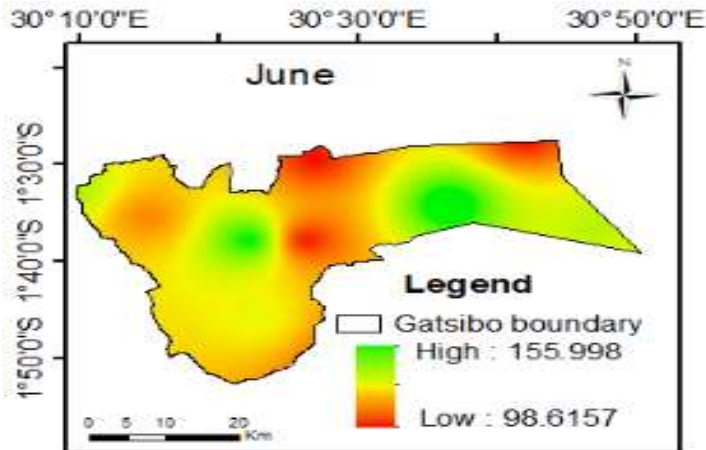 30°10'0"E 30°30'0"E 30°50'0"E
June
N
1°30'0"S
1°40'0"S
1°50'0"S
Legend
Gatsibo boundary
High : 155.998
Low : 98.6157
0 5 10 20
Km